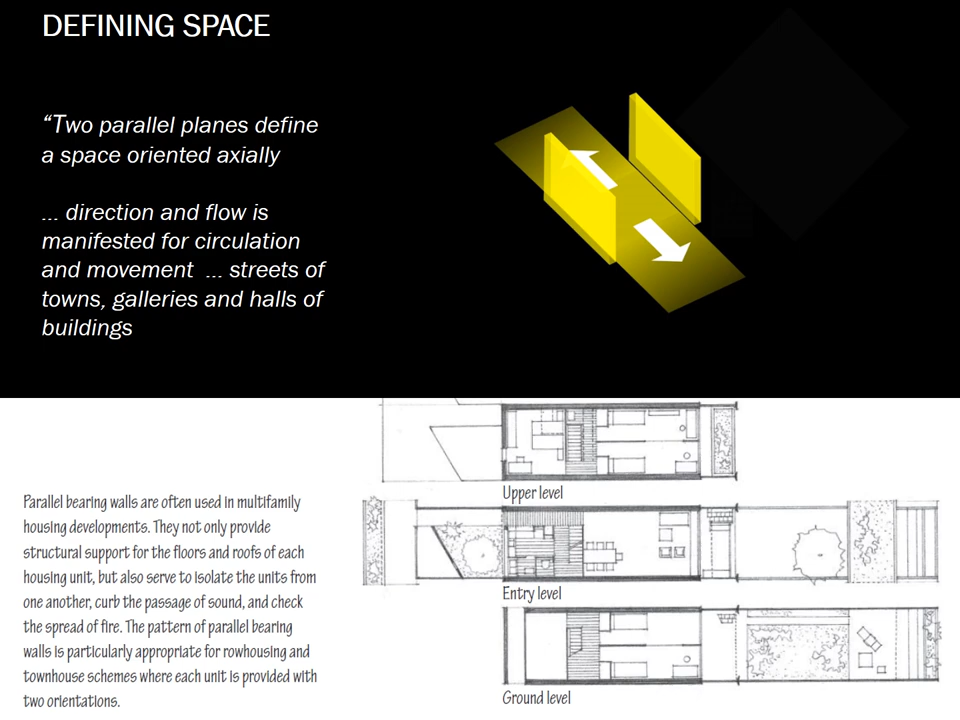 DEFINING SPACE
“Two parallel planes define
a space oriented axially
... direction and flow is
manifested for circulation
and movement ... streets of
towns, galleries and halls of
buildings
Parallel bearing walls are often used in multifamily
housing developments. They not only provide
structural support for the floors and roofs of each
housing unit, but also serve to isolate the units from
one another, curb the passage of sound, and check
the spread of fire. The pattern of parallel bearing
walls is particularly appropriate for rowhousing and
townhouse schemes where each unit is provided with
two orientations.
Upper level
Entry level
Ground level